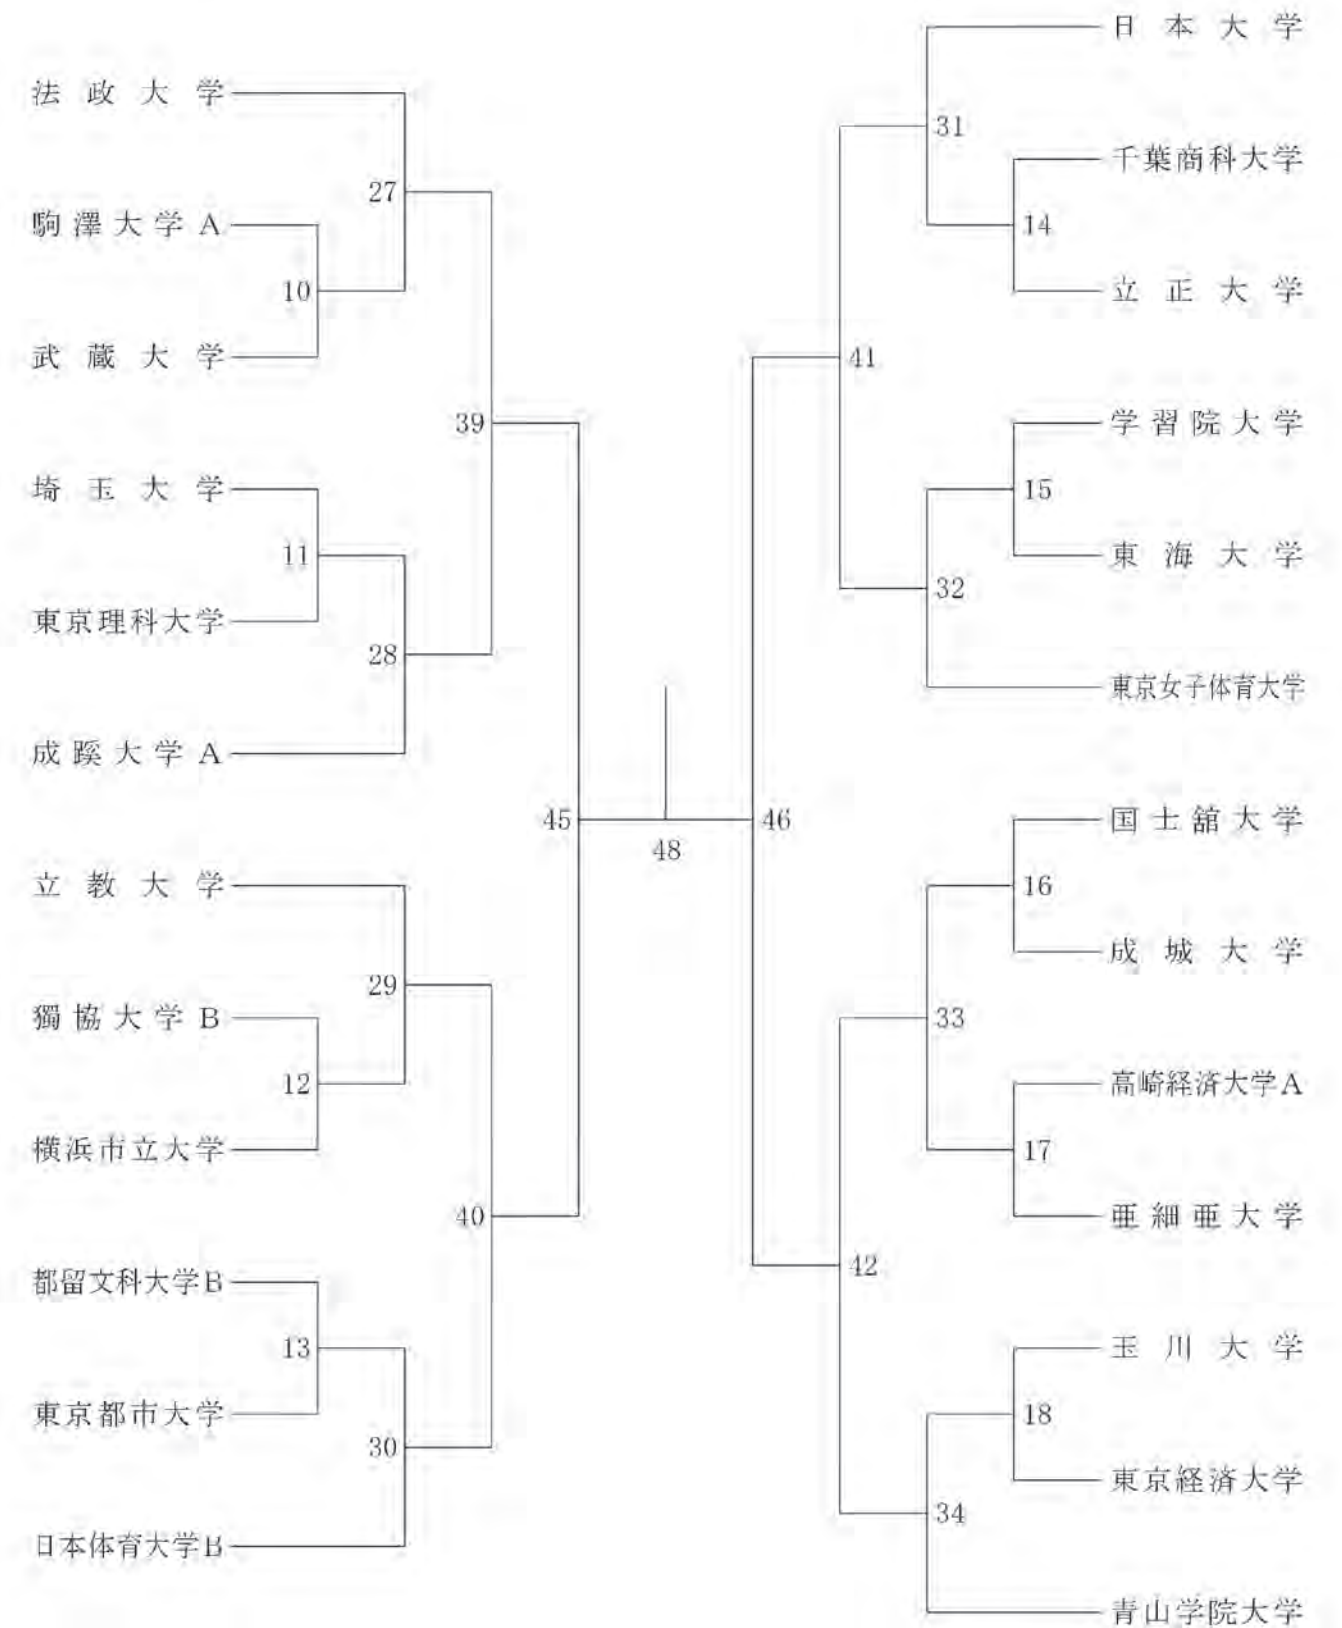 法政大学
27
駒澤大学A
10
武蔵大学
39
埼玉大学
11
東京理科大学
28
成蹊大学A
45
立教大学
29
獨協大学B
12
横浜市立大学
40
都留文科大学B
13
東京都市大学
30
日本体育大学B
48
日本大学
31
千葉商科大学
14
立正大学
41
学習院大学
15
東海大学
32
東京女子体育大学
46
国士舘大学
16
成城大学
33
高崎経済大学A
17
亜細亜大学
42
玉川大学
18
東京経済大学
34
青山学院大学